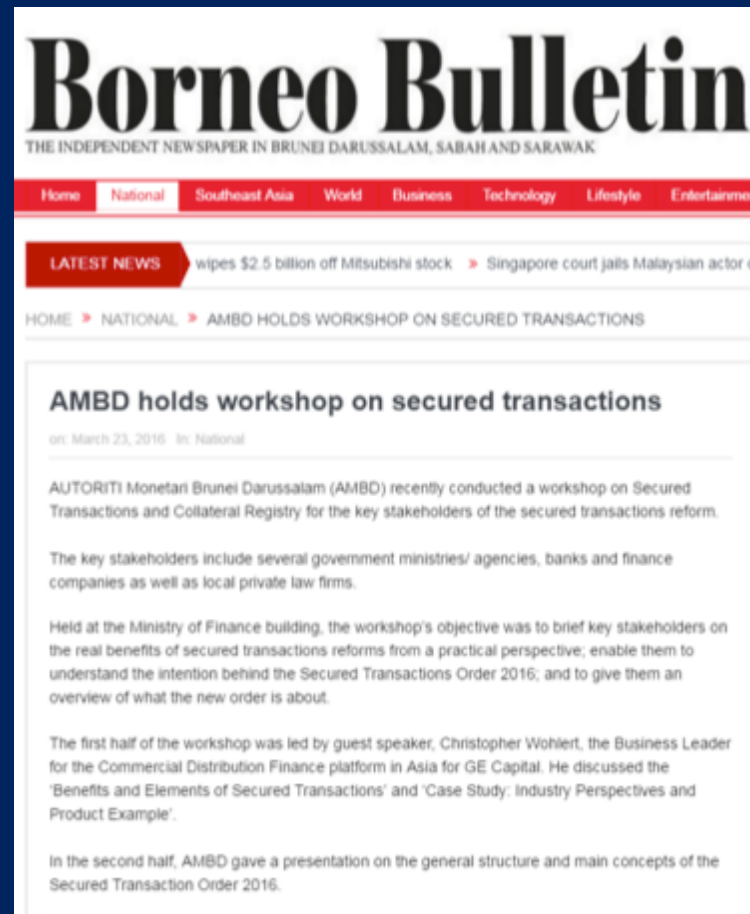 Borneo Bulletin
THE INDEPENDENT NEWSPAPER IN BRUNEI DARUSSALAM, SABAH AND SARAWAK
Home National Southeast Asia World Business Technology Lifestyle Entertainme
LATEST NEWS wipes $2.5 billion off Mitsubishi stock » Singapore court jails Malaysian actor
HOME » NATIONAL » AMBD HOLDS WORKSHOP ON SECURED TRANSACTIONS
AMBD holds workshop on secured transactions
on: March 23, 2016 In: National
AUTORITI Monetari Brunei Darussalam (AMBD) recently conducted a workshop on Secured
Transactions and Collateral Registry for the key stakeholders of the secured transactions reform.
The key stakeholders include several government ministries/ agencies, banks and finance
companies as well as local private law firms.
Held at the Ministry of Finance building, the workshop's objective was to brief key stakeholders on
the real benefits of secured transactions reforms from a practical perspective; enable them to
understand the intention behind the Secured Transactions Order 2016; and to give them an
overview of what the new order is about.
The first half of the workshop was led by guest speaker, Christopher Wohlert, the Business Leader
for the Commercial Distribution Finance platform in Asia for GE Capital. He discussed the
'Benefits and Elements of Secured Transactions' and 'Case Study: Industry Perspectives and
Product Example'.
In the second half, AMBD gave a presentation on the general structure and main concepts of the
Secured Transaction Order 2016.